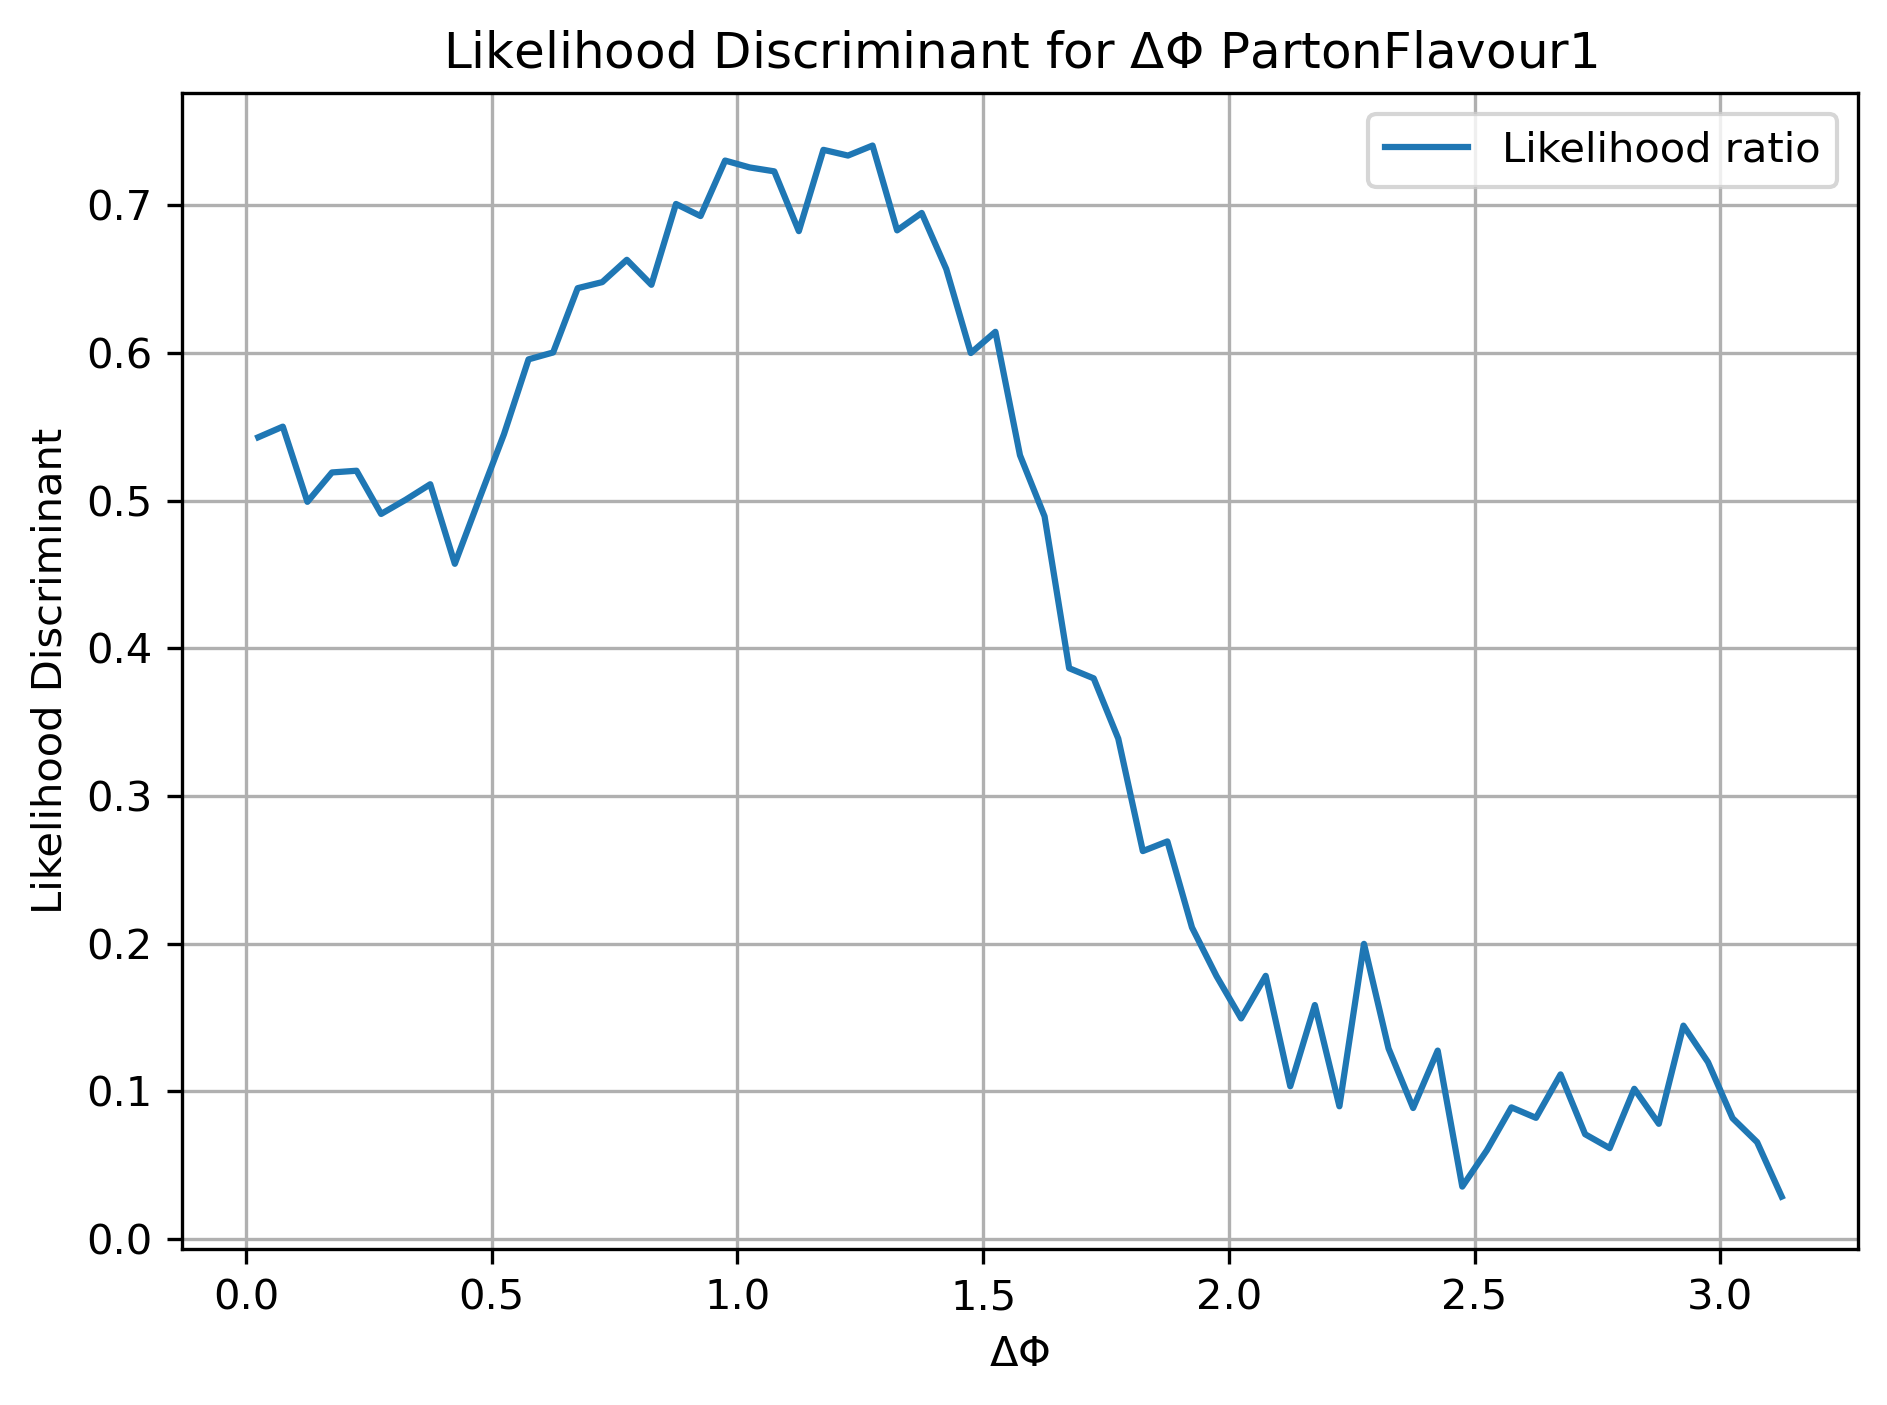 Likelihood Discriminant for ΔΦ PartonFlavour1
Likelihood ratio
Likelihood Discriminant
0.7
0.6
0.5
0.4
0.3
0.2
0.1
0.0
0.0 0.5 1.0 1.5 2.0 2.5 3.0
ΔΦ